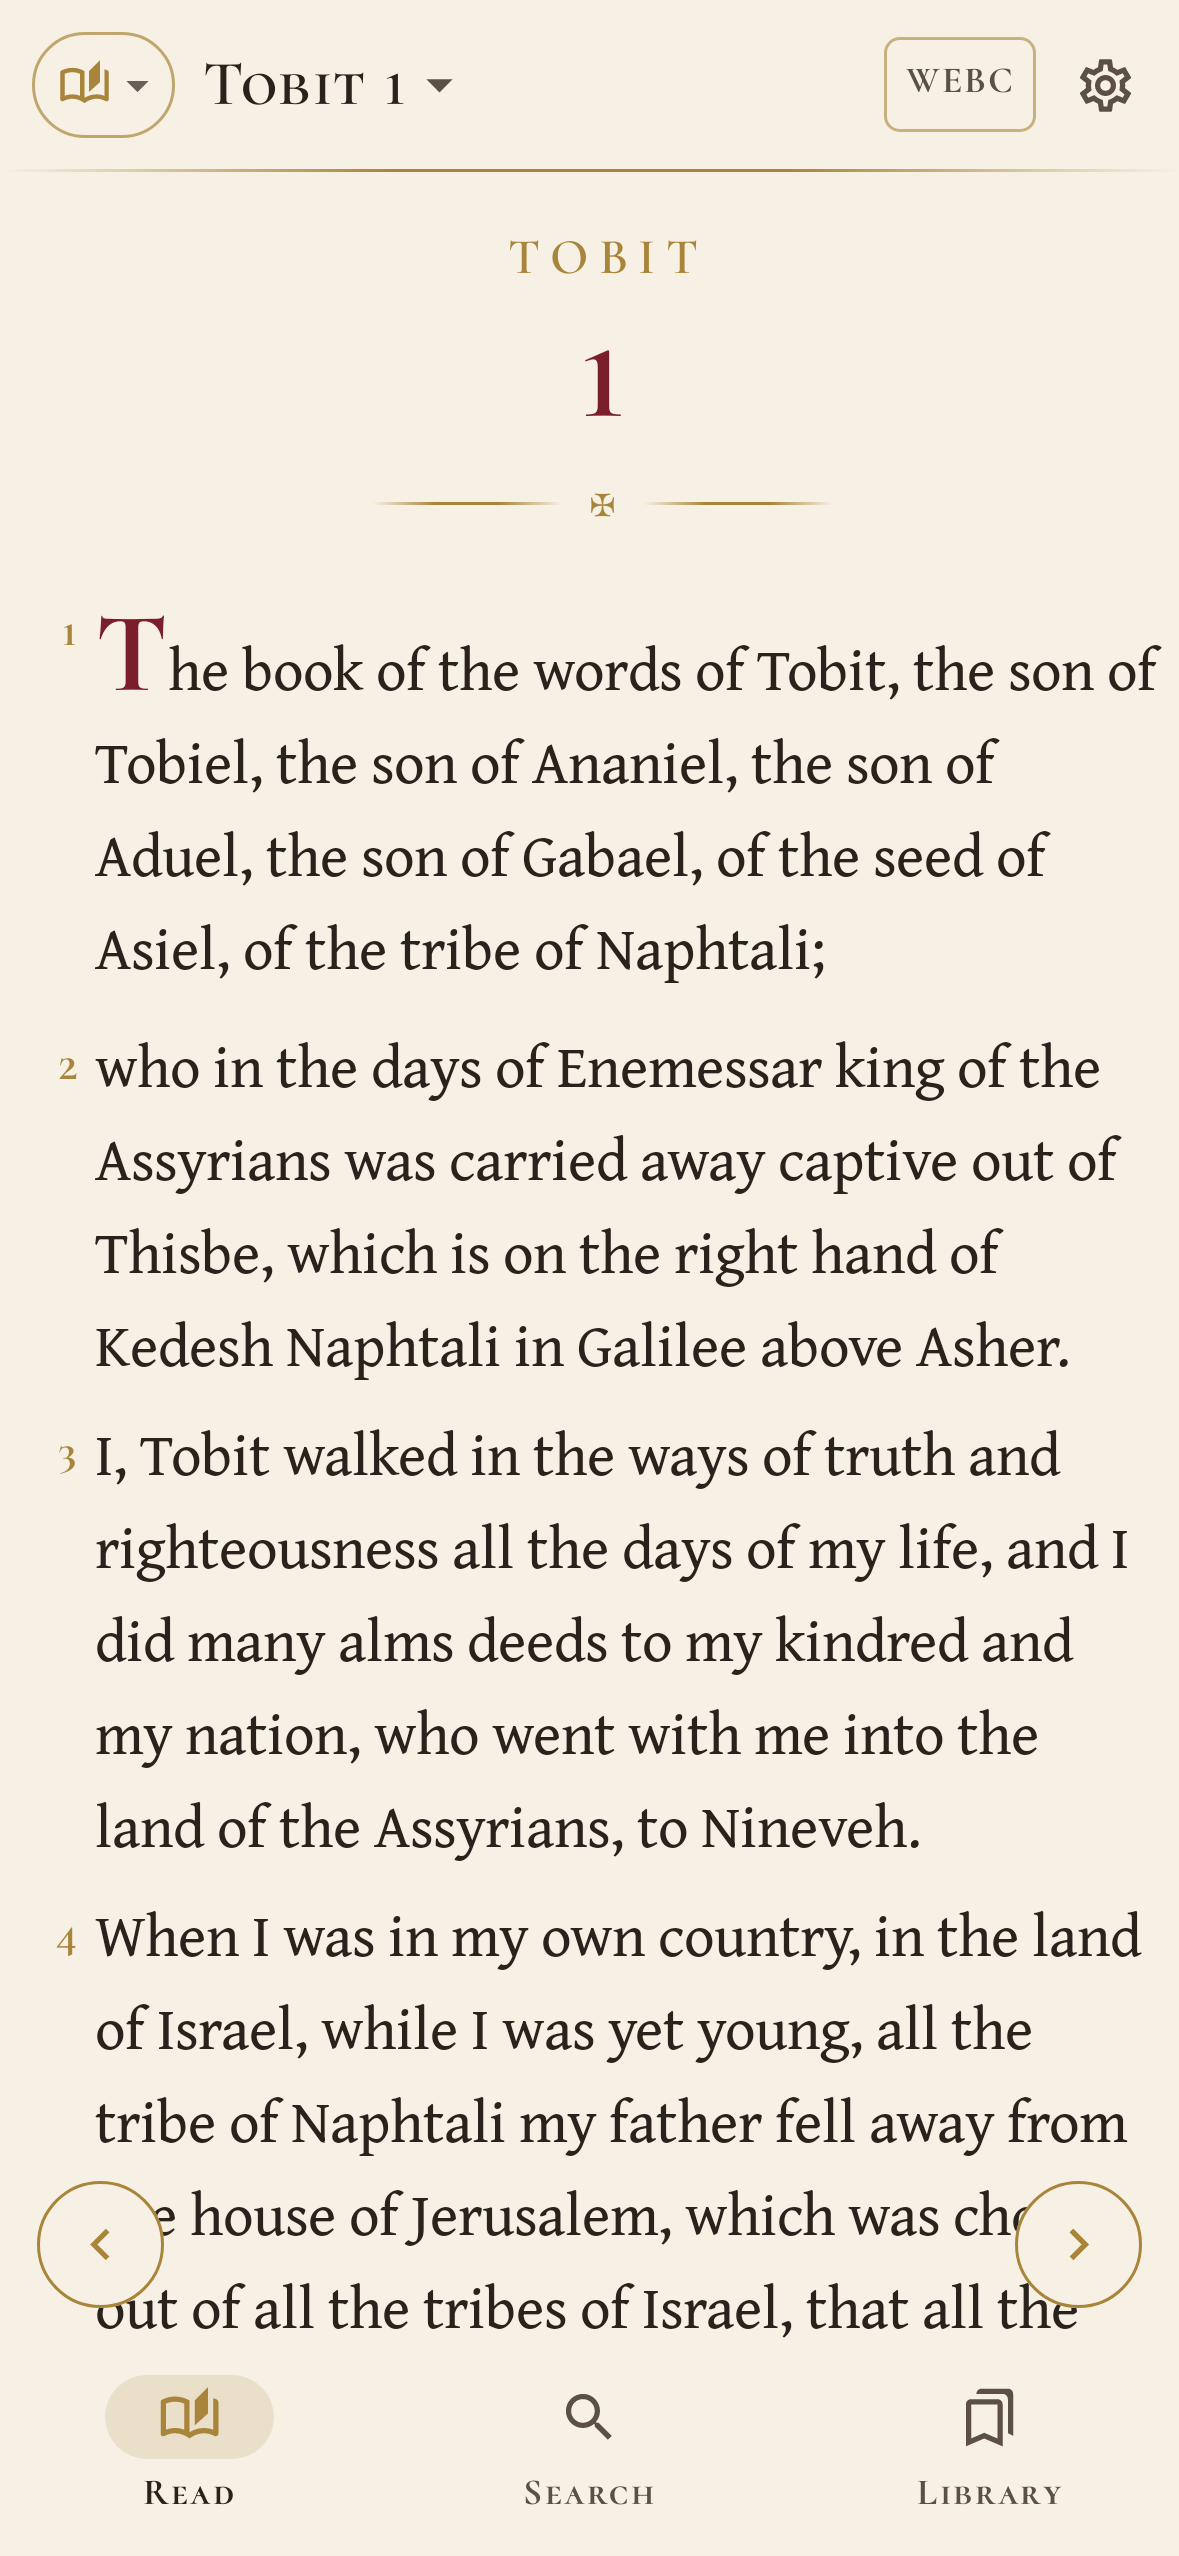 Tobit 1
WEBC
TOBIT
1
✠
1 The book of the words of Tobit, the son of
Tobiel, the son of Ananiel, the son of
Aduel, the son of Gabael, of the seed of
Asiel, of the tribe of Naphtali;
2 who in the days of Enemessar king of the
Assyrians was carried away captive out of
Thisbe, which is on the right hand of
Kedesh Naphtali in Galilee above Asher.
3 I, Tobit walked in the ways of truth and
righteousness all the days of my life, and I
did many alms deeds to my kindred and
my nation, who went with me into the
land of the Assyrians, to Nineveh.
4 When I was in my own country, in the land
of Israel, while I was yet young, all the
tribe of Naphtali my father fell away from
house of Jerusalem, which was
out of all the tribes of Israel, that all the
Read
Search
Library